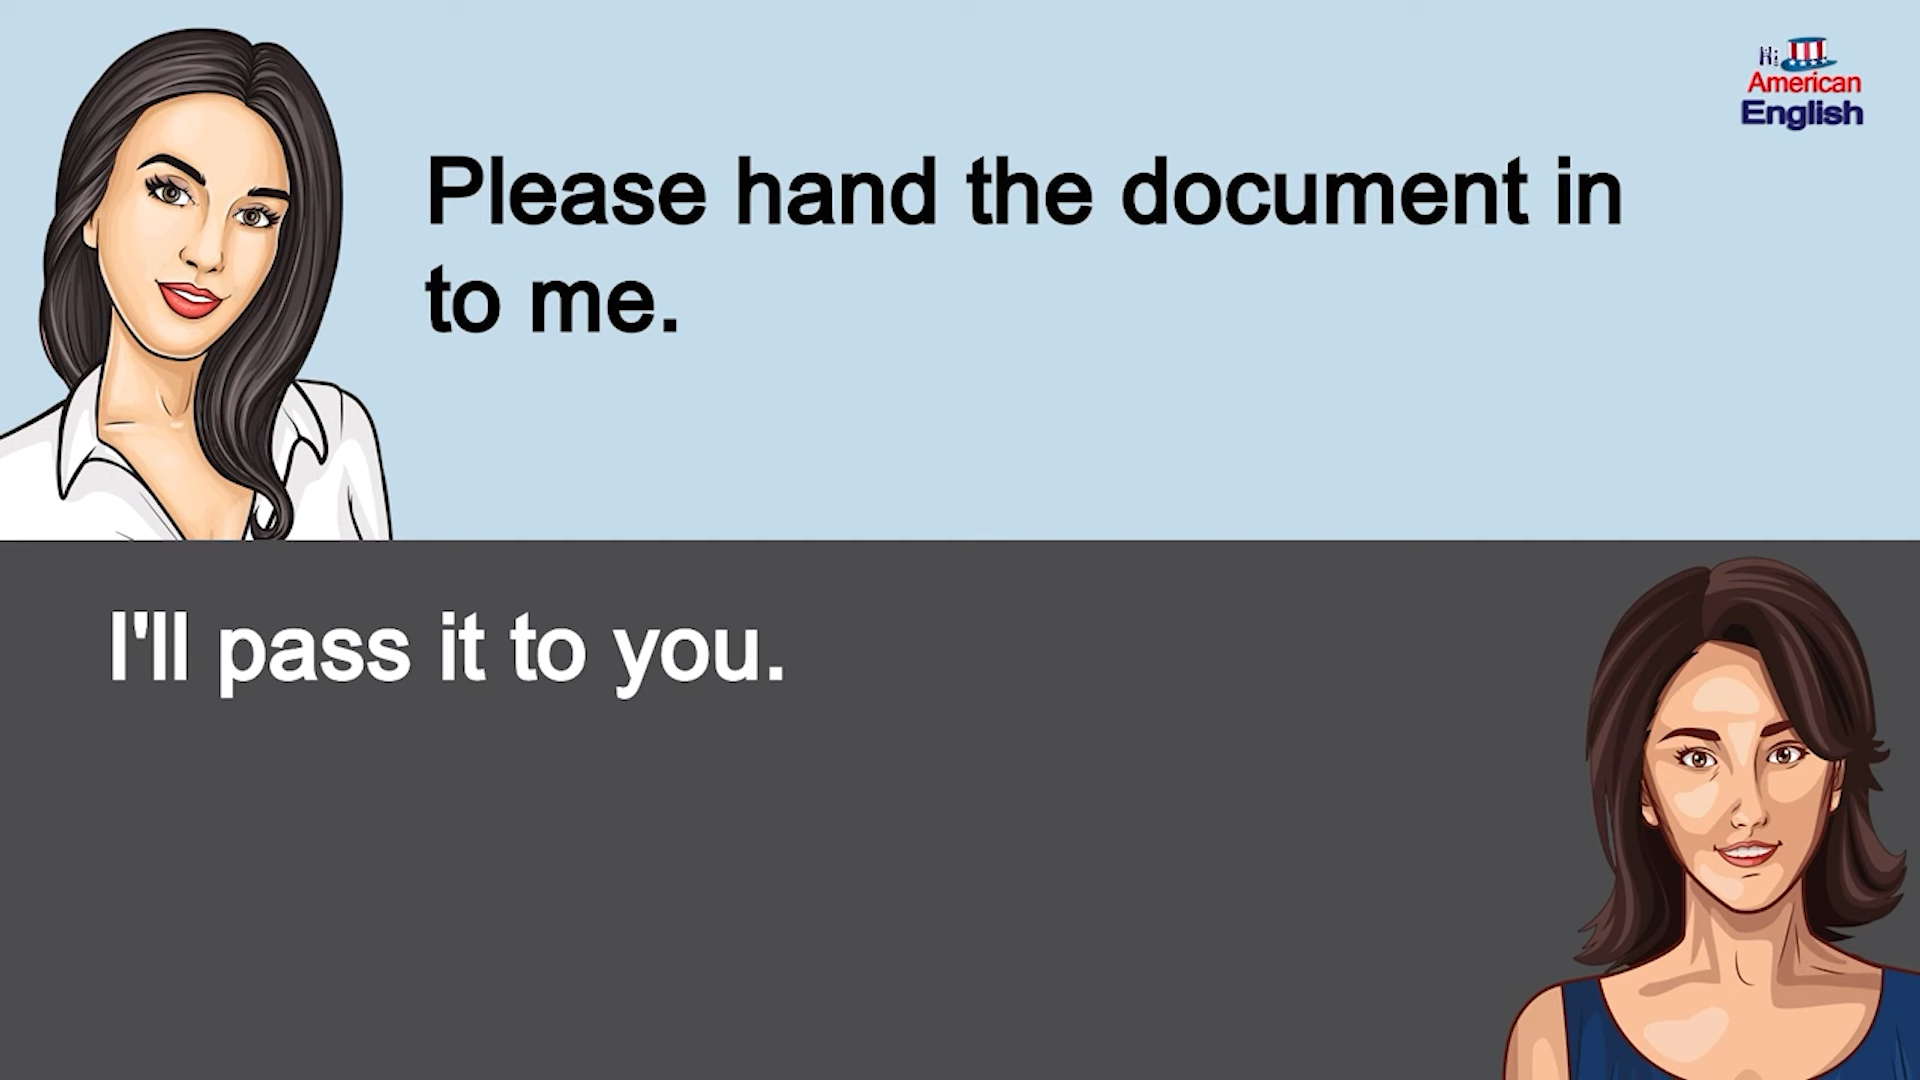 Hi
American
English
Please hand the document in
to me.
I'll pass it to you.